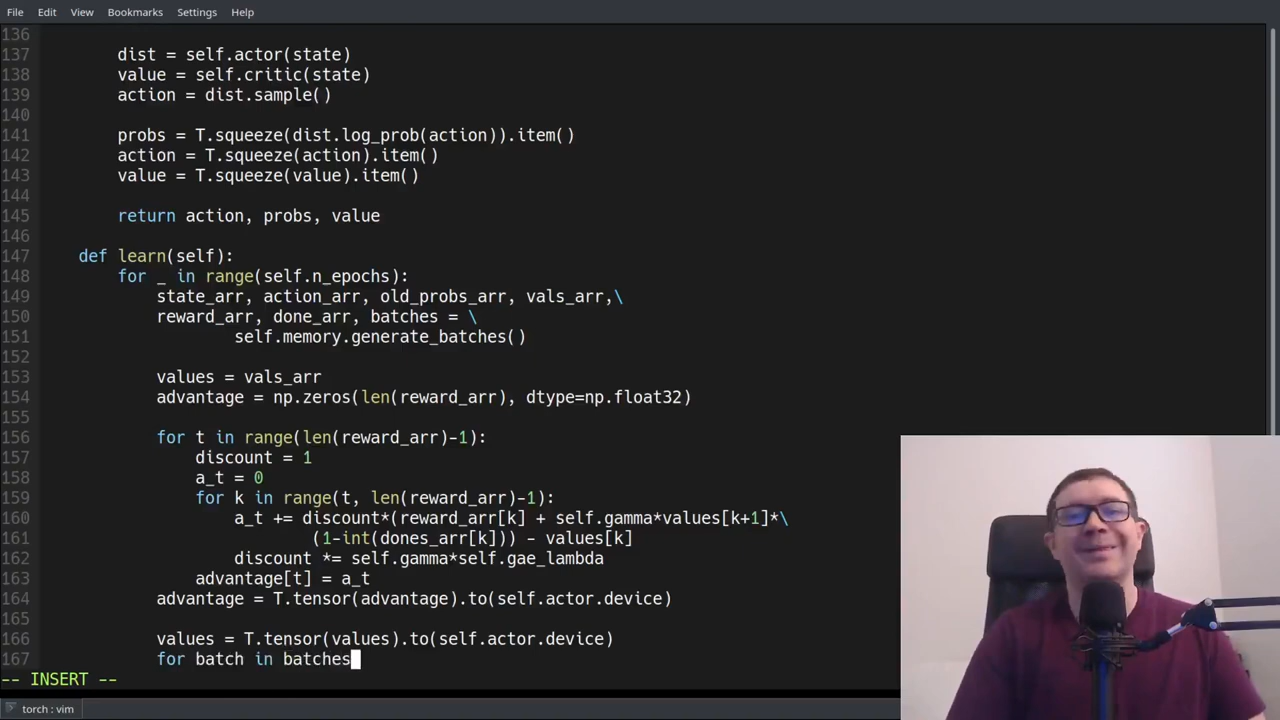 File Edit View Bookmarks Settings Help
136
137 dist = self.actor(state)
138 value = self.critic(state)
139 action = dist.sample()
140
141 probs = T.squeeze(dist.log_prob(action)).item()
142 action = T.squeeze(action).item()
143 value = T.squeeze(value).item()
144
145 return action, probs, value
146
147 def learn(self):
148 for _ in range(self.n_epochs):
149 state_arr, action_arr, old_probs_arr, vals_arr,\
150 reward_arr, done_arr, batches = \
151 self.memory.generate_batches()
152
153 values = vals_arr
154 advantage = np.zeros(len(reward_arr), dtype=np.float32)
155
156 for t in range(len(reward_arr)-1):
157 discount = 1
158 a_t = 0
159 for k in range(t, len(reward_arr)-1):
160 a_t += discount*(reward_arr[k] + self.gamma*values[k+1]*\
161 (1-int(dones_arr[k])) - values[k]
162 discount *= self.gamma*self.gae_lambda
163 advantage[t] = a_t
164 advantage = T.tensor(advantage).to(self.actor.device)
165
166 values = T.tensor(values).to(self.actor.device)
167 for batch in batches
-- INSERT --
torch : vim